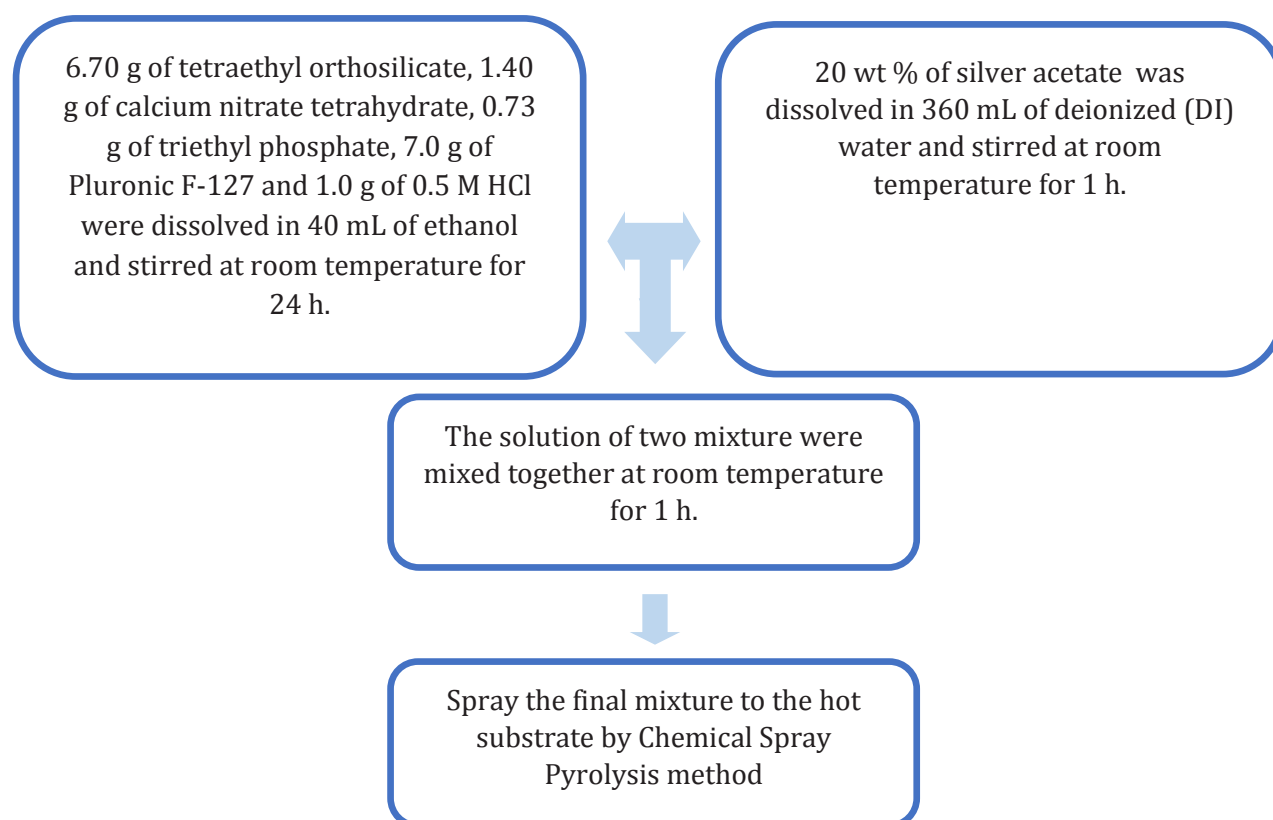 6.70 g of tetraethyl orthosilicate, 1.40
g of calcium nitrate tetrahydrate, 0.73
g of triethyl phosphate, 7.0 g of
Pluronic F-127 and 1.0 g of 0.5 M HCl
were dissolved in 40 mL of ethanol
and stirred at room temperature for
24 h.
20 wt % of silver acetate was
dissolved in 360 mL of deionized (DI)
water and stirred at room
temperature for 1 h.
The solution of two mixture were
mixed together at room temperature
for 1 h.
Spray the final mixture to the hot
substrate by Chemical Spray
Pyrolysis method